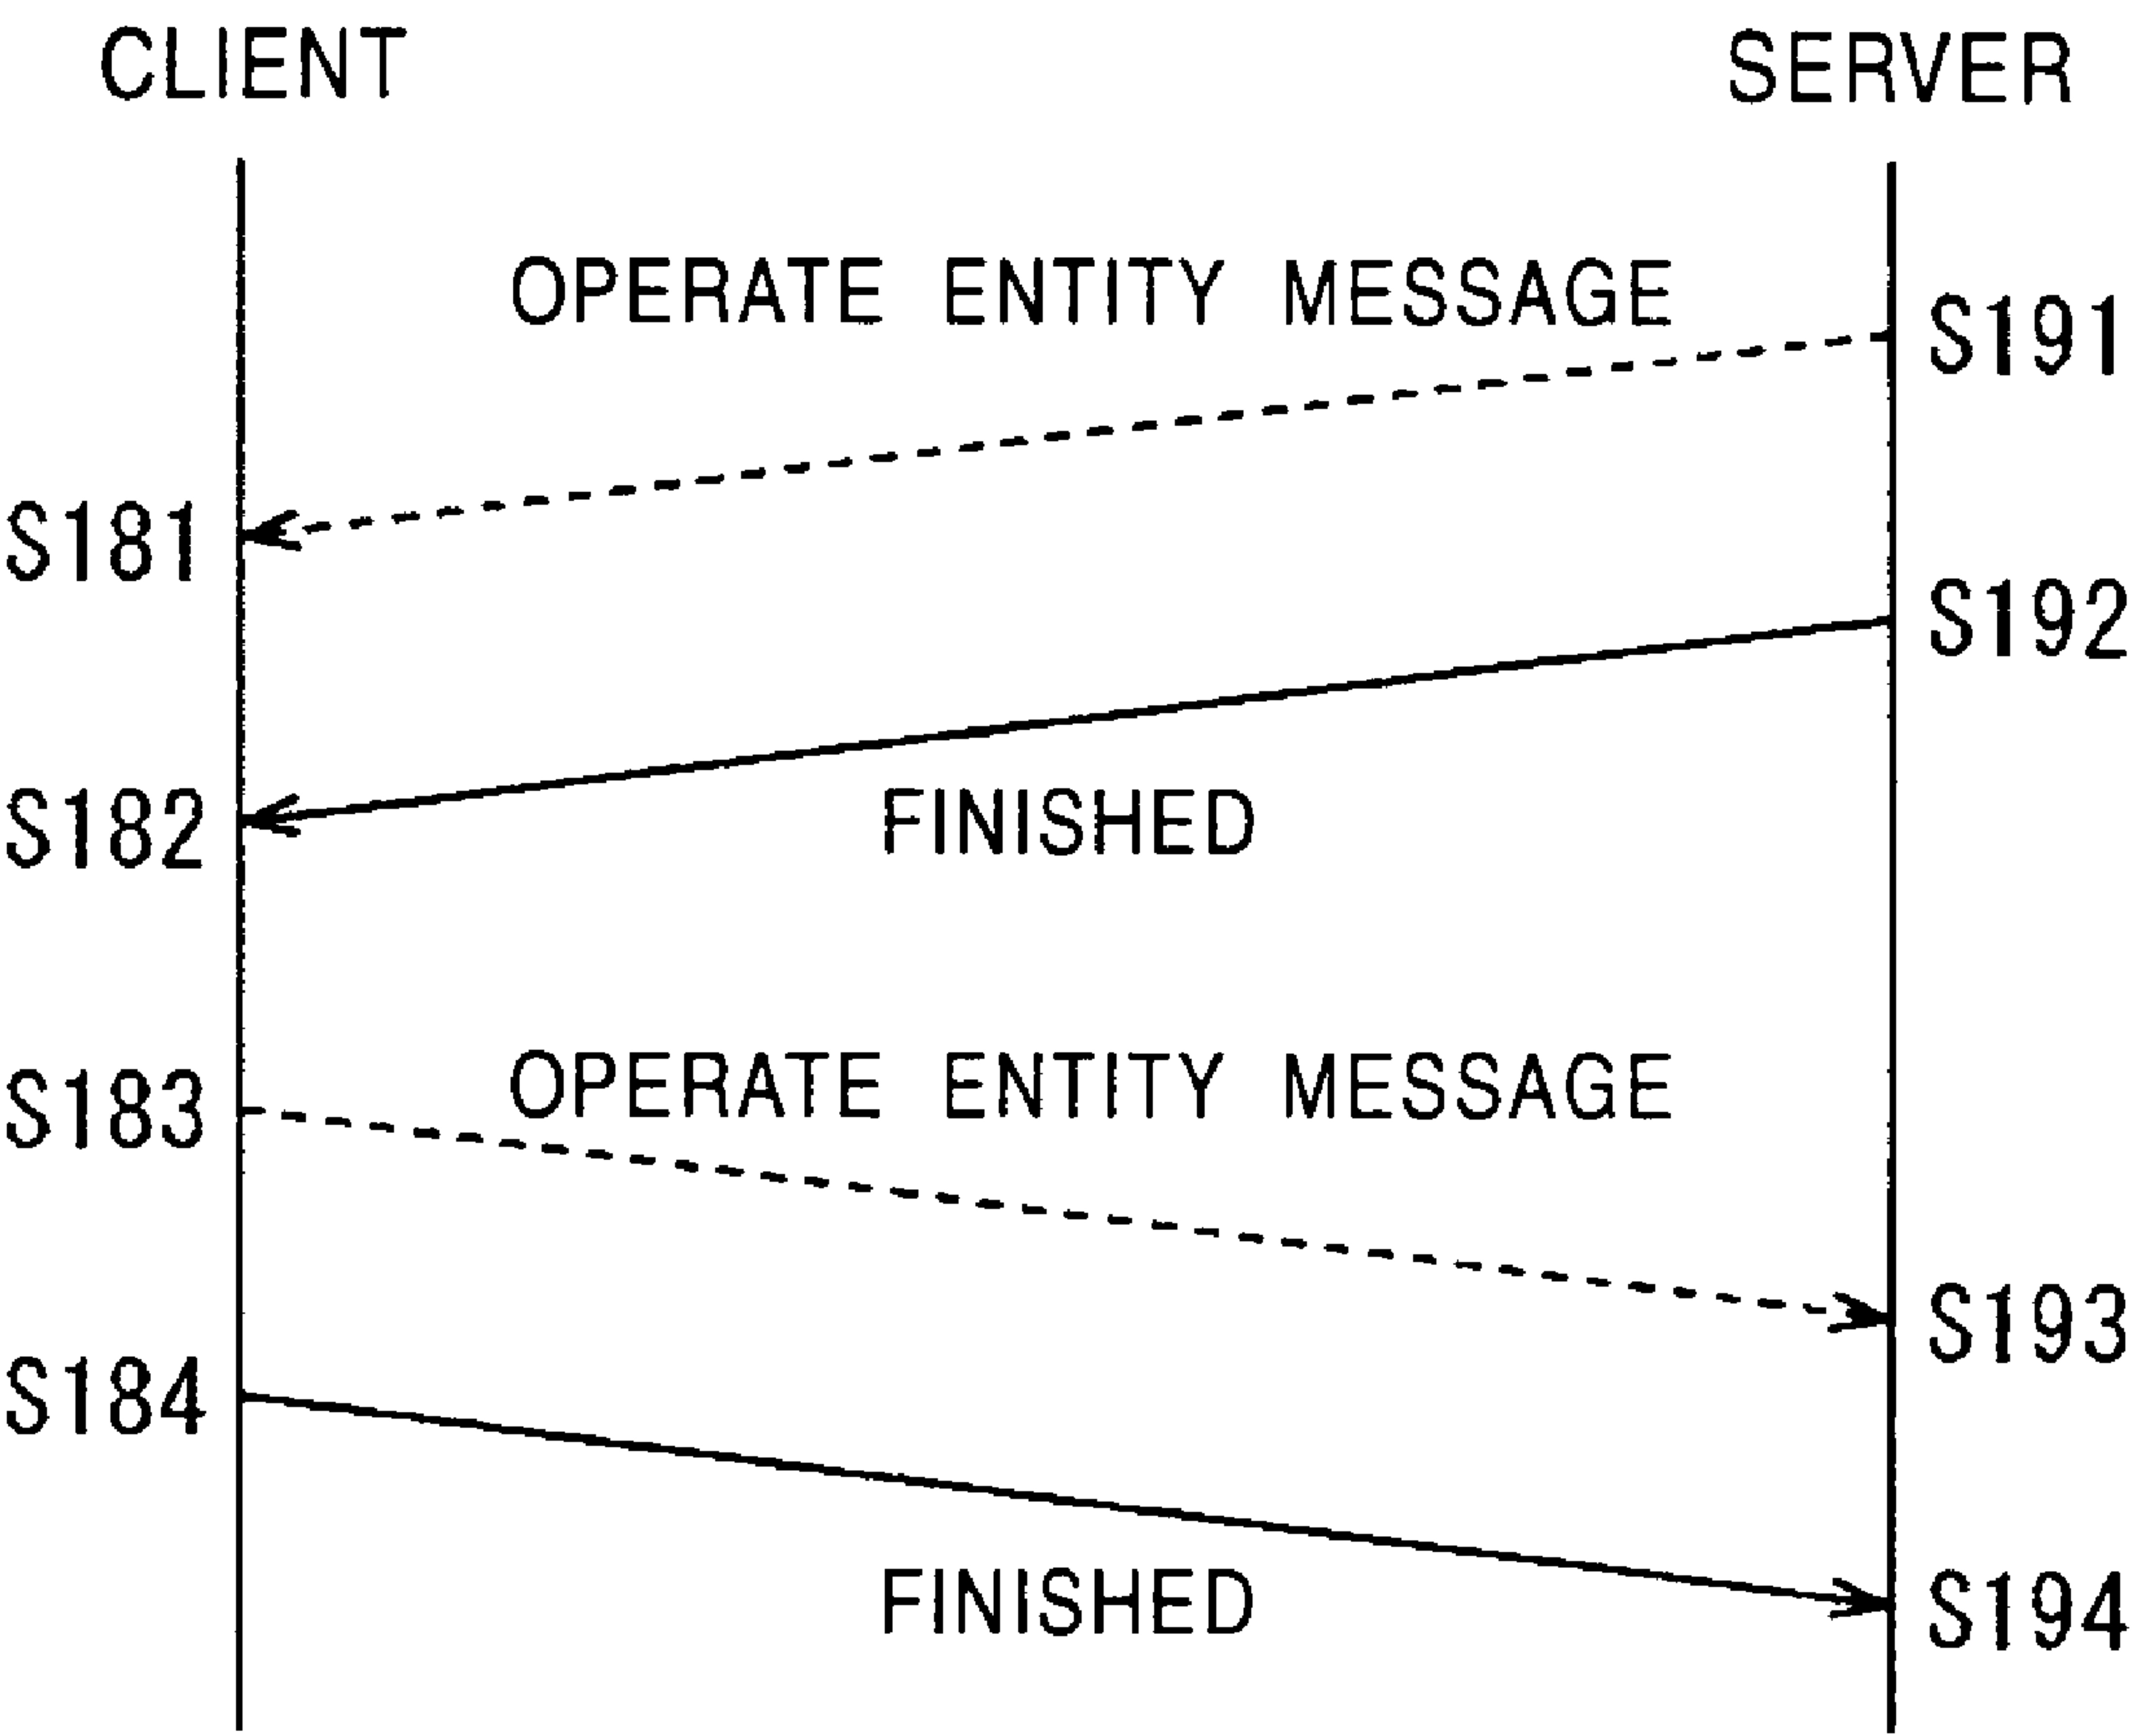 CLIENT
SERVER
OPERATE ENTITY MESSAGE
S191
S181
S192
S182
FINISHED
S183
OPERATE ENTITY MESSAGE
S193
S184
FINISHED
S194